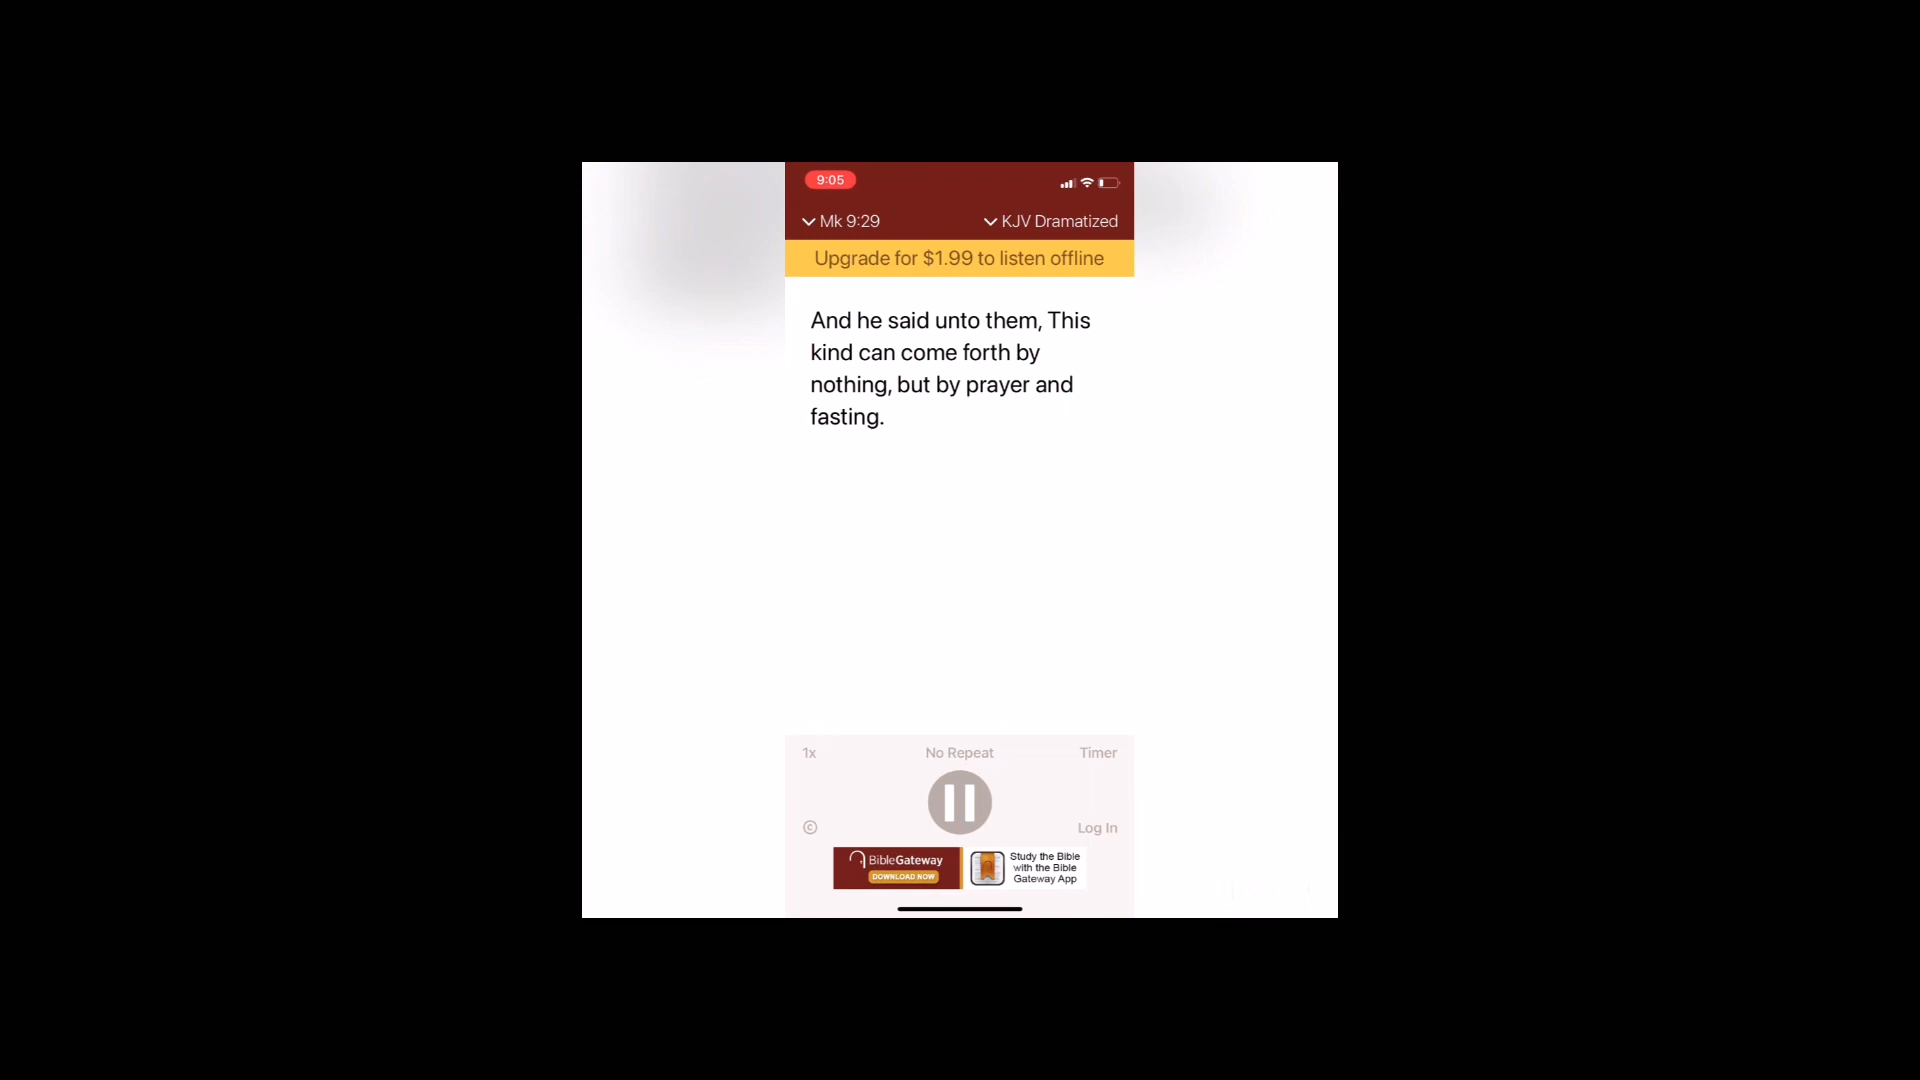 9:05
Mk 9:29
KJV Dramatized
Upgrade for $1.99 to listen offline
And he said unto them, This
kind can come forth by
nothing, but by prayer and
fasting.
1x
No Repeat
Timer
©
Log In
BibleGateway
DOWNLOAD NOW
Study the Bible
with the Bible
Gateway App